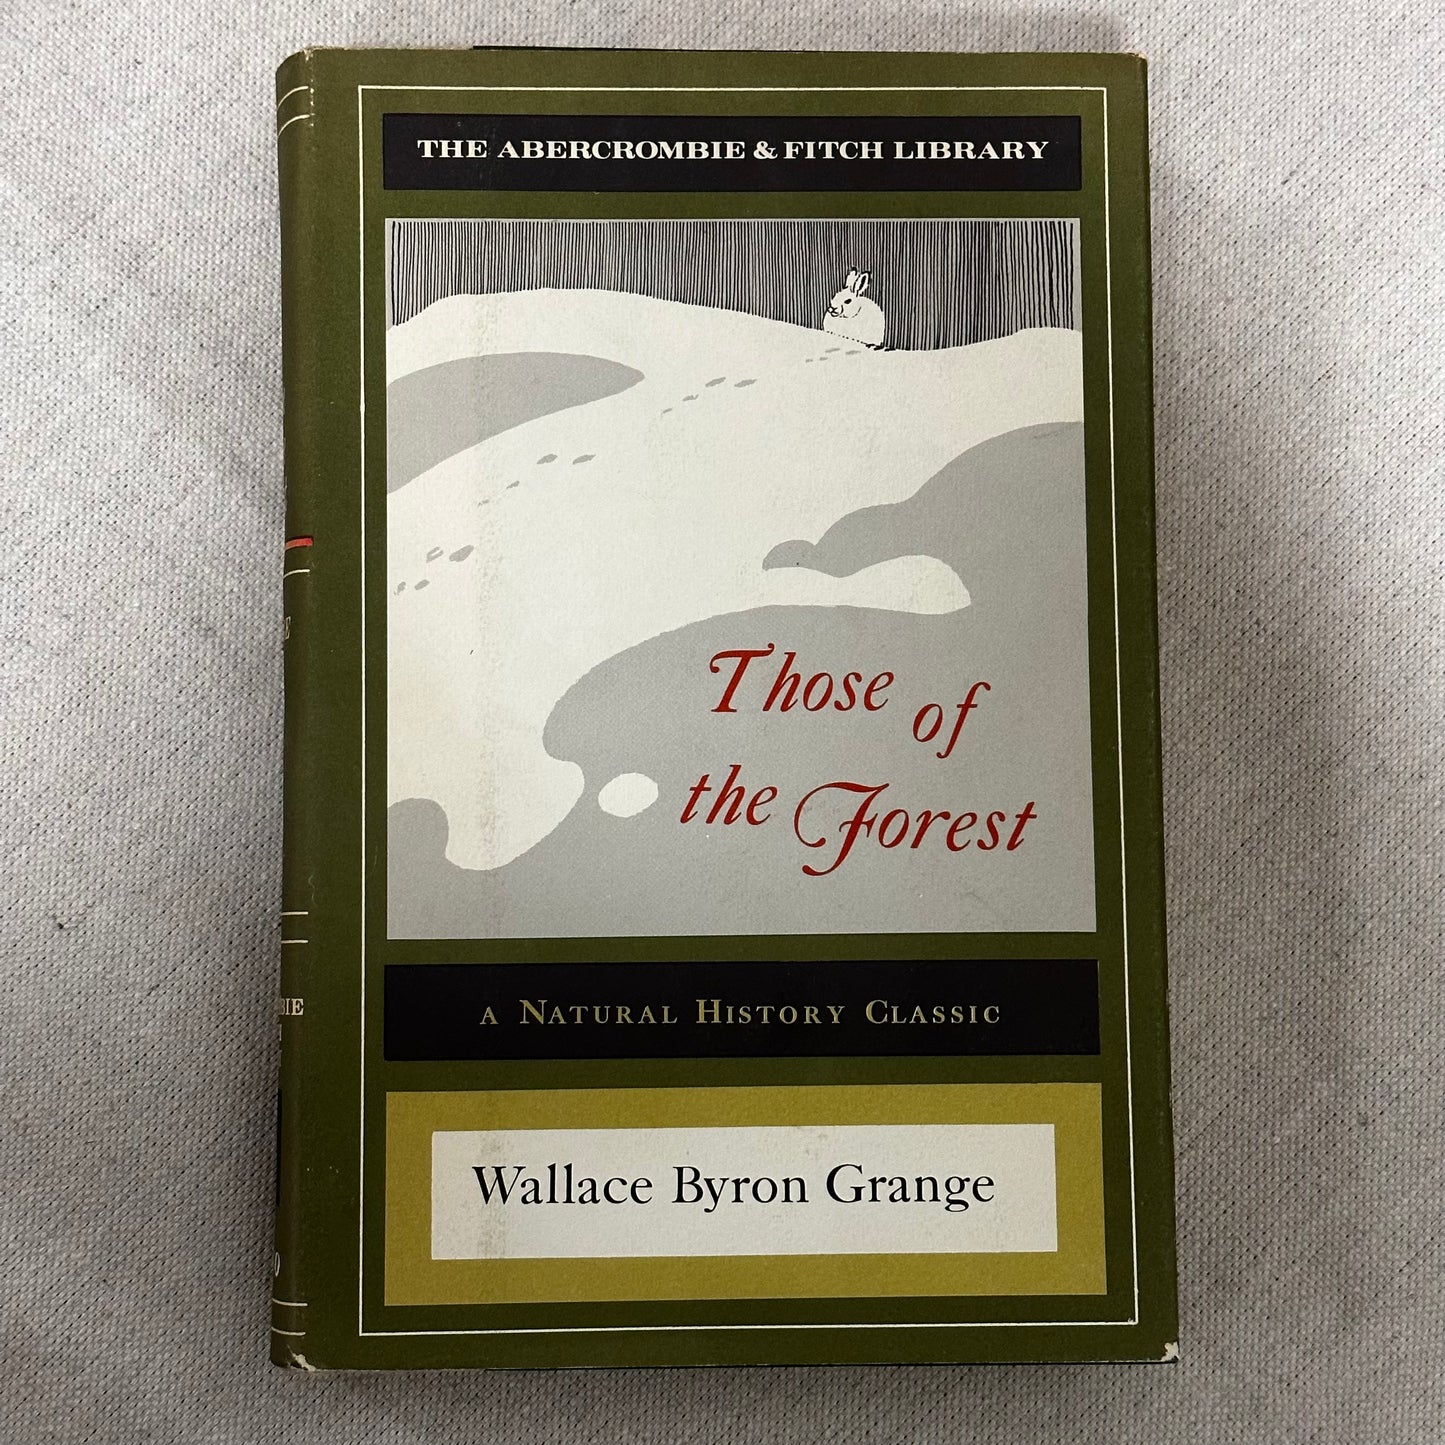 THE ABERCROMBIE & FITCH LIBRARY
Those of
the Forest
A NATURAL HISTORY CLASSIC
Wallace Byron Grange